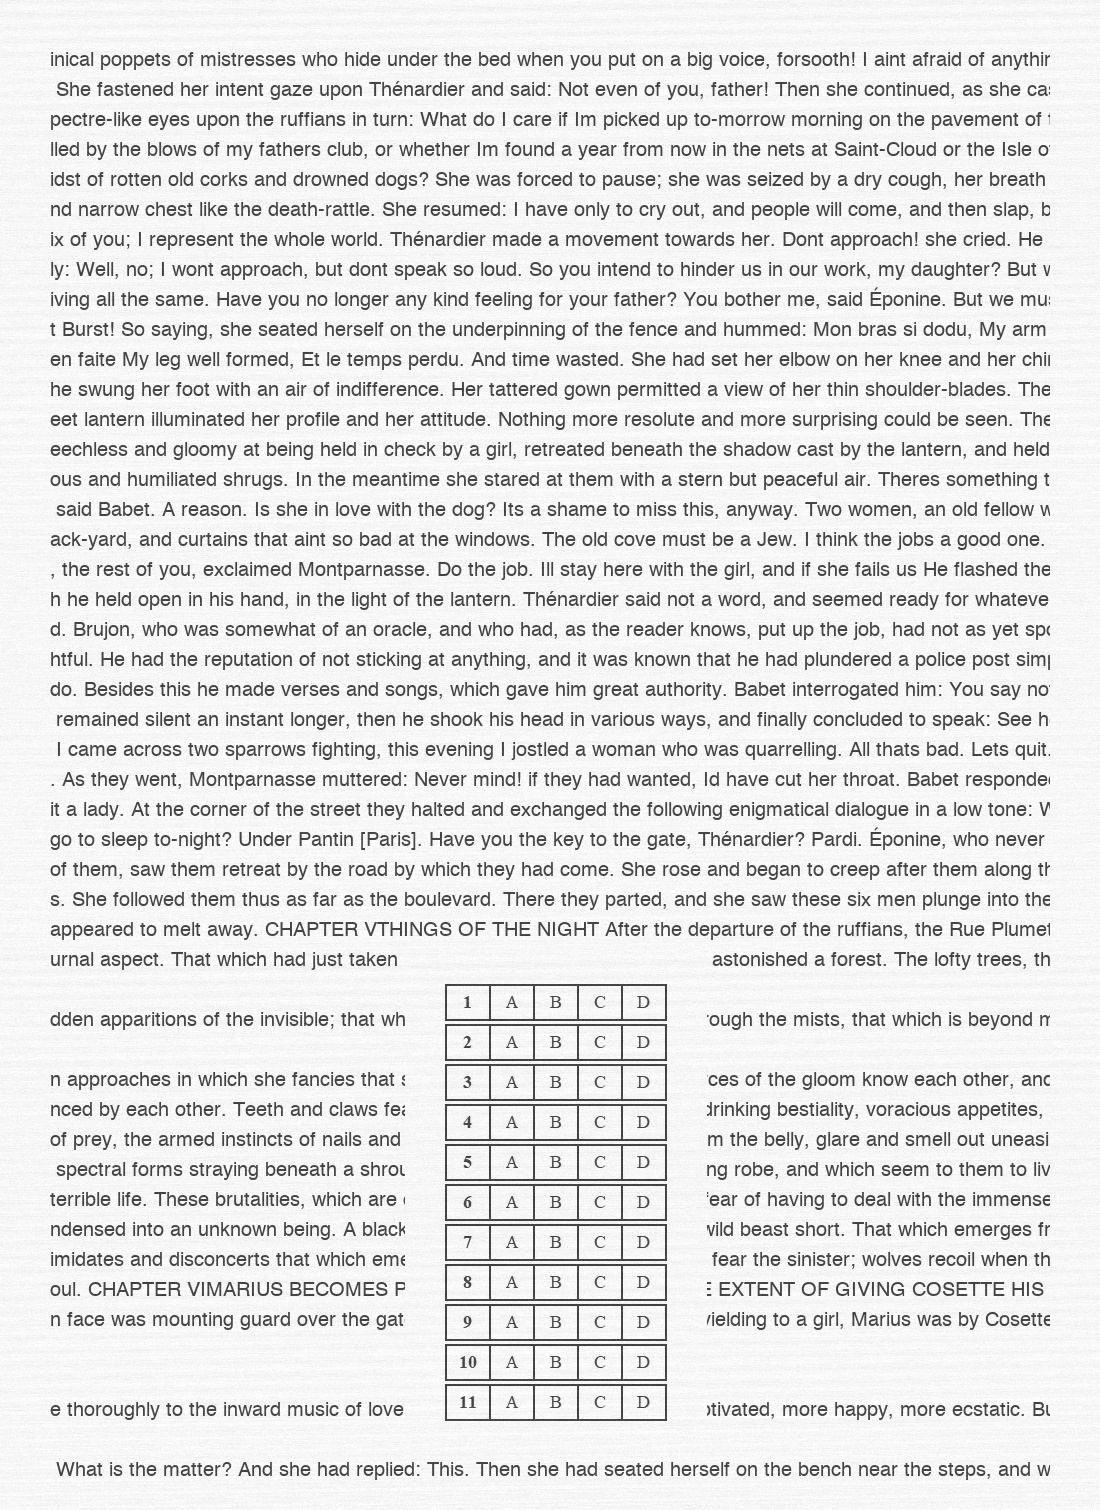 inical poppets of mistresses who hide under the bed when you put on a big voice, forsooth! I aint afraid of
She fastened her intent gaze upon Thénardier and said: Not even of you, father! Then she continued, as she
pectre-like eyes upon the ruffians in turn: What do I care if Im picked up to-morrow morning on the pavement of
lled by the blows of my fathers club, or whether Im found a year from now in the nets at Saint-Cloud or the Isle
idst of rotten old corks and drowned dogs? She was forced to pause; she was seized by a dry cough, her breath
nd narrow chest like the death-rattle. She resumed: I have only to cry out, and people will come, and then slap,
ix of you; I represent the whole world. Thénardier made a movement towards her. Dont approach! she cried. He
ly: Well, no; I wont approach, but dont speak so loud. So you intend to hinder us in our work, my daughter? But
iving all the same. Have you no longer any kind feeling for your father? You bother me, said Éponine. But we
t Burst! So saying, she seated herself on the underpinning of the fence and hummed: Mon bras si dodu, My arm
en faite My leg well formed, Et le temps perdu. And time wasted. She had set her elbow on her knee and her
he swung her foot with an air of indifference. Her tattered gown permitted a view of her thin shoulder-blades. The
eet lantern illuminated her profile and her attitude. Nothing more resolute and more surprising could be seen. The
eechless and gloomy at being held in check by a girl, retreated beneath the shadow cast by the lantern, and held
ous and humiliated shrugs. In the meantime she stared at them with a stern but peaceful air. Theres something t
said Babet. A reason. Is she in love with the dog? Its a shame to miss this, anyway. Two women, an old fellow
ack-yard, and curtains that aint so bad at the windows. The old cove must be a Jew. I think the jobs a good one.
, the rest of you, exclaimed Montparnasse. Do the job. Ill stay here with the girl, and if she fails us He flashed the
h he held open in his hand, in the light of the lantern. Thénardier said not a word, and seemed ready for whateve
d. Brujon, who was somewhat of an oracle, and who had, as the reader knows, put up the job, had not as yet
htful. He had the reputation of not sticking at anything, and it was known that he had plundered a police post
do. Besides this he made verses and songs, which gave him great authority. Babet interrogated him: You say
remained silent an instant longer, then he shook his head in various ways, and finally concluded to speak: See
I came across two sparrows fighting, this evening I jostled a woman who was quarrelling. All thats bad. Lets quit.
. As they went, Montparnasse muttered: Never mind! if they had wanted, Id have cut her throat. Babet
it a lady. At the corner of the street they halted and exchanged the following enigmatical dialogue in a low tone:
go to sleep to-night? Under Pantin [Paris]. Have you the key to the gate, Thénardier? Pardi. Éponine, who never
of them, saw them retreat by the road by which they had come. She rose and began to creep after them along
s. She followed them thus as far as the boulevard. There they parted, and she saw these six men plunge into the
appeared to melt away. CHAPTER VTHINGS OF THE NIGHT After the departure of the ruffians, the Rue Plumet
urnal aspect. That which had just taken astonished a forest. The lofty trees, th
1 A B C D
dden apparitions of the invisible; that wh rough the mists, that which is beyond
2 A B C D
n approaches in which she fancies that ces of the gloom know each other, and
3 A B C D
nced by each other. Teeth and claws drinking bestiality, voracious appetites,
4 A B C D
of prey, the armed instincts of nails and m the belly, glare and smell out uneasi
5 A B C D
spectral forms straying beneath a ng robe, and which seem to them to liv
6 A B C D
terrible life. These brutalities, which are fear of having to deal with the immense
ndensed into an unknown being. A black wild beast short. That which emerges fr
7 A B C D
imidates and disconcerts that which fear the sinister; wolves recoil when th
8 A B C D
oul. CHAPTER VIMARIUS BECOMES P E EXTENT OF GIVING COSETTE HIS
9 A B C D
n face was mounting guard over the yielding to a girl, Marius was by Cosette
10 A B C D
11 A B C D
e thoroughly to the inward music of love tivated, more happy, more ecstatic.
What is the matter? And she had replied: This. Then she had seated herself on the bench near the steps, and